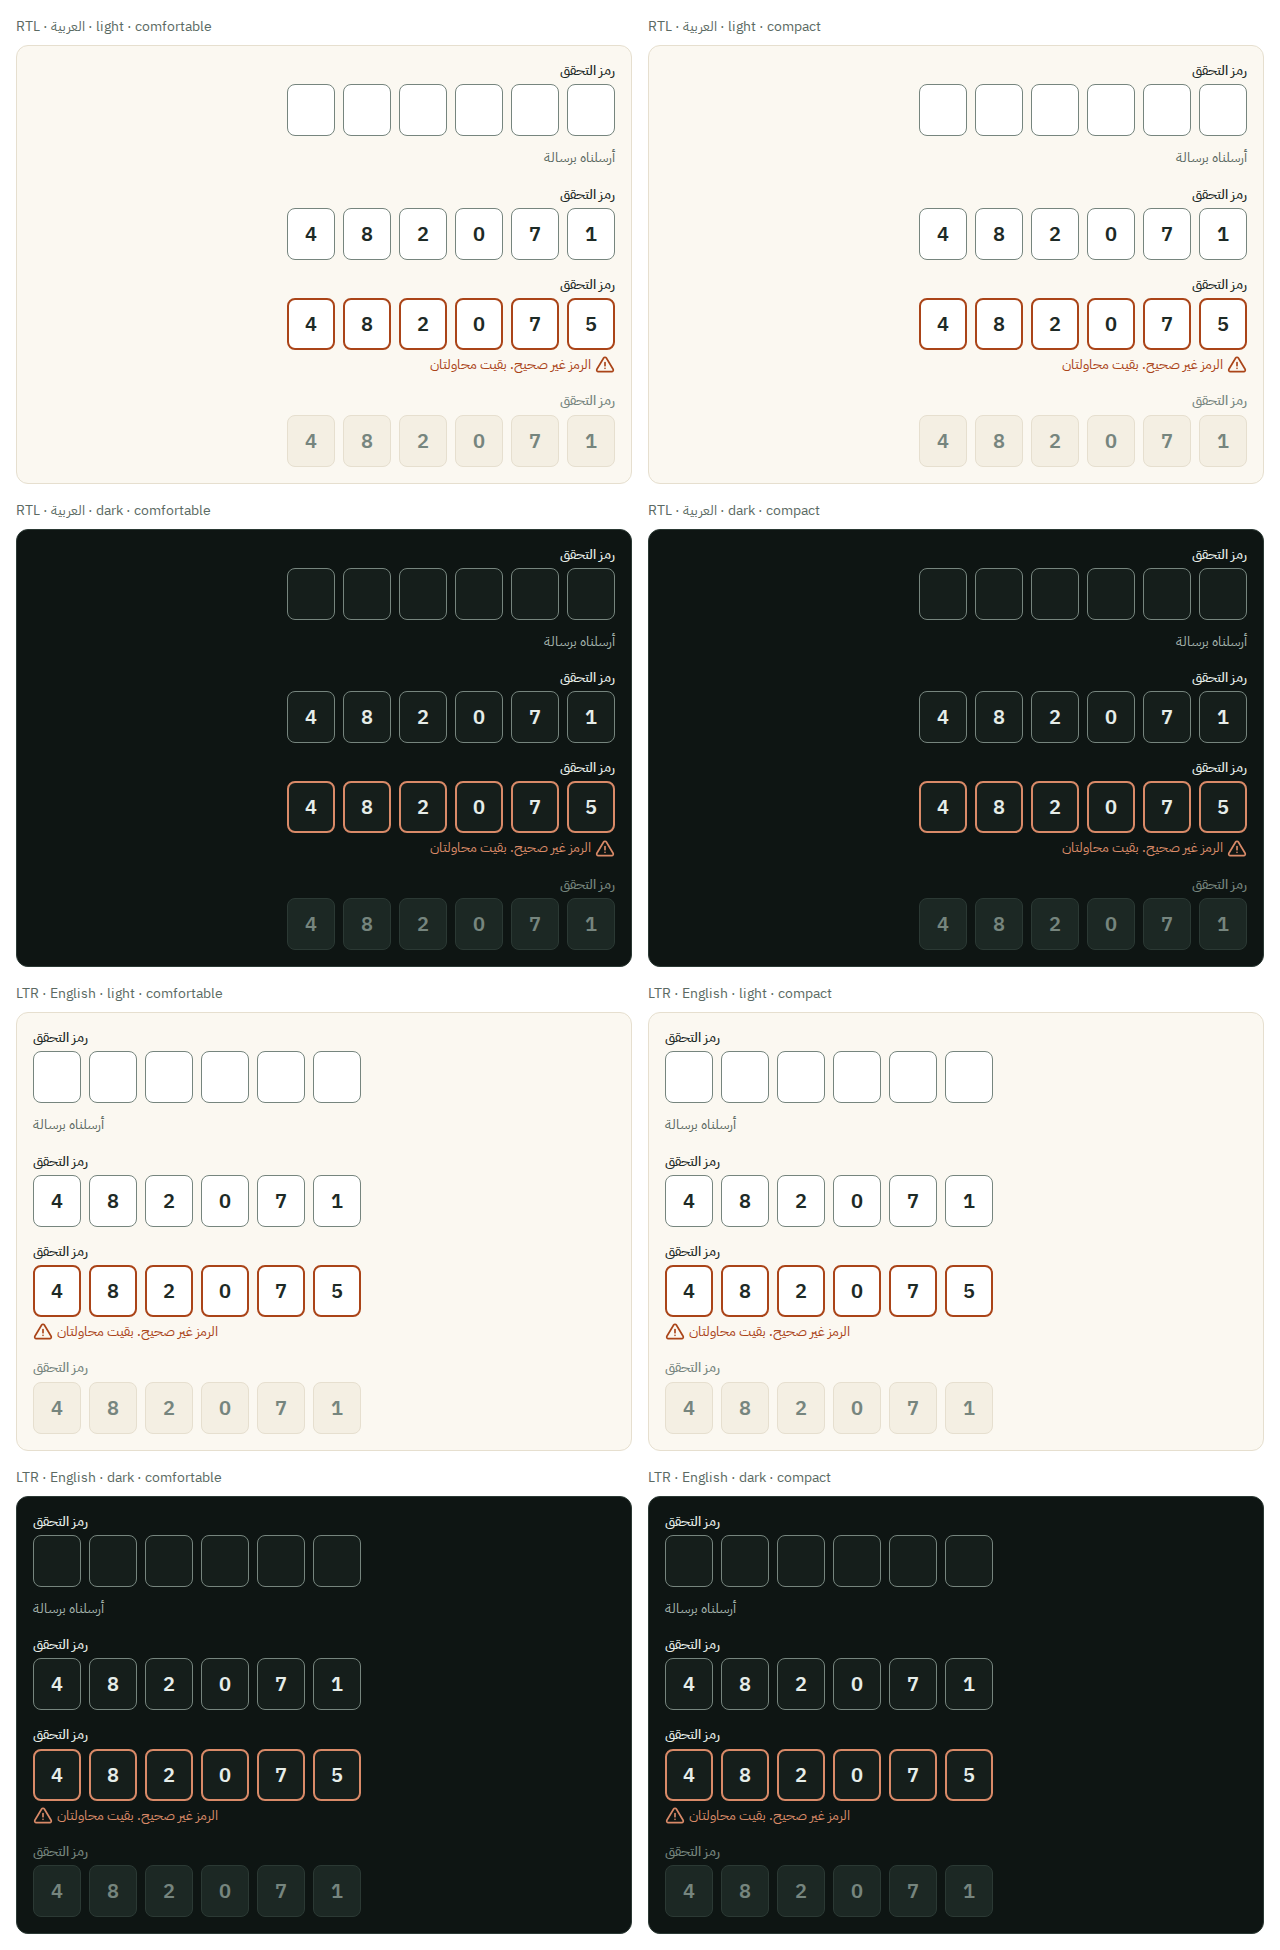 RTL · العربية · light · comfortable
رمز التحقق
أرسلناه برسالة
رمز التحقق
4 8 2 0 7 1
رمز التحقق
4 8 2 0 7 5
الرمز غير صحيح. بقيت محاولتان
رمز التحقق
4 8 2 0 7 1
RTL · العربية · light · compact
رمز التحقق
أرسلناه برسالة
رمز التحقق
4 8 2 0 7 1
رمز التحقق
4 8 2 0 7 5
الرمز غير صحيح. بقيت محاولتان
رمز التحقق
4 8 2 0 7 1
RTL · العربية · dark · comfortable
رمز التحقق
أرسلناه برسالة
رمز التحقق
4 8 2 0 7 1
رمز التحقق
4 8 2 0 7 5
الرمز غير صحيح. بقيت محاولتان
رمز التحقق
4 8 2 0 7 1
RTL · العربية · dark · compact
رمز التحقق
أرسلناه برسالة
رمز التحقق
4 8 2 0 7 1
رمز التحقق
4 8 2 0 7 5
الرمز غير صحيح. بقيت محاولتان
رمز التحقق
4 8 2 0 7 1
LTR · English · light · comfortable
رمز التحقق
أرسلناه برسالة
رمز التحقق
4 8 2 0 7 1
رمز التحقق
4 8 2 0 7 5
الرمز غير صحيح. بقيت محاولتان
رمز التحقق
4 8 2 0 7 1
LTR · English · light · compact
رمز التحقق
أرسلناه برسالة
رمز التحقق
4 8 2 0 7 1
رمز التحقق
4 8 2 0 7 5
الرمز غير صحيح. بقيت محاولتان
رمز التحقق
4 8 2 0 7 1
LTR · English · dark · comfortable
رمز التحقق
أرسلناه برسالة
رمز التحقق
4 8 2 0 7 1
رمز التحقق
4 8 2 0 7 5
الرمز غير صحيح. بقيت محاولتان
رمز التحقق
4 8 2 0 7 1
LTR · English · dark · compact
رمز التحقق
أرسلناه برسالة
رمز التحقق
4 8 2 0 7 1
رمز التحقق
4 8 2 0 7 5
الرمز غير صحيح. بقيت محاولتان
رمز التحقق
4 8 2 0 7 1